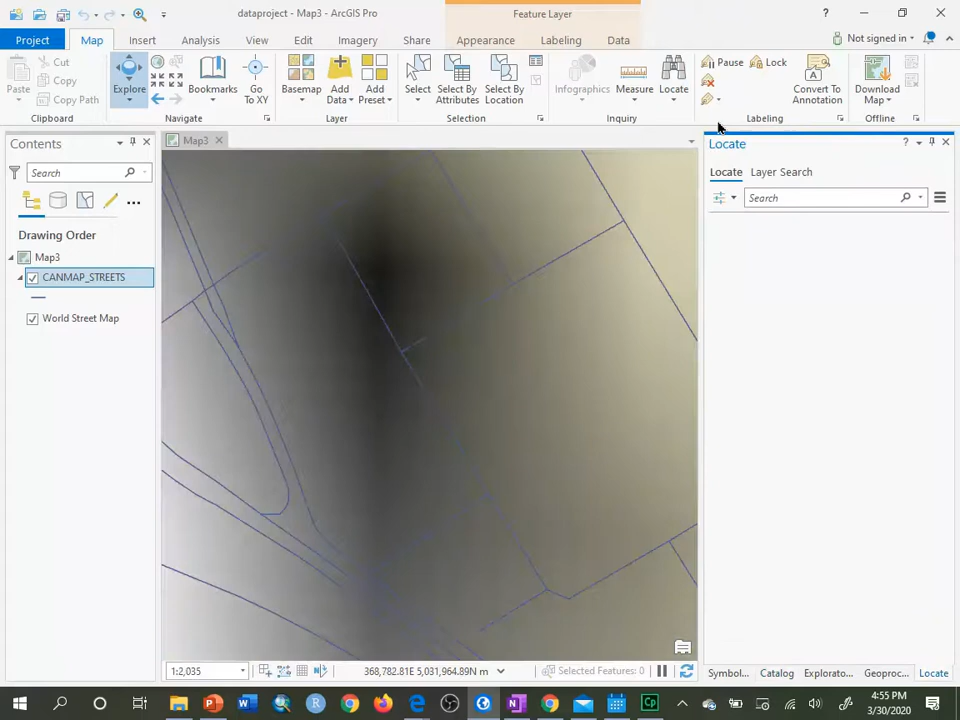 dataproject - Map3 - ArcGIS Pro
Feature Layer
?
Project
Map
Insert
Analysis
View
Edit
Imagery
Share
Appearance
Labeling
Data
Not signed in
Paste
Cut
Copy
Copy Path
Clipboard
Explore
Bookmarks
Go To XY
Navigate
Basemap
Add Data
Add Preset
Layer
Select
Select By Attributes
Select By Location
Selection
Infographics
Measure
Locate
Inquiry
Pause
Lock
Convert To Annotation
Labeling
Download Map
Offline
Contents
Search
Drawing Order
Map3
CANMAP_STREETS
World Street Map
Map3
1:2,035
368,782.81E 5,031,964.89N m
Selected Features: 0
Locate
?
Locate
Layer Search
Search
Symbol...
Catalog
Explorato...
Geoproc...
Locate
4:55 PM
3/30/2020